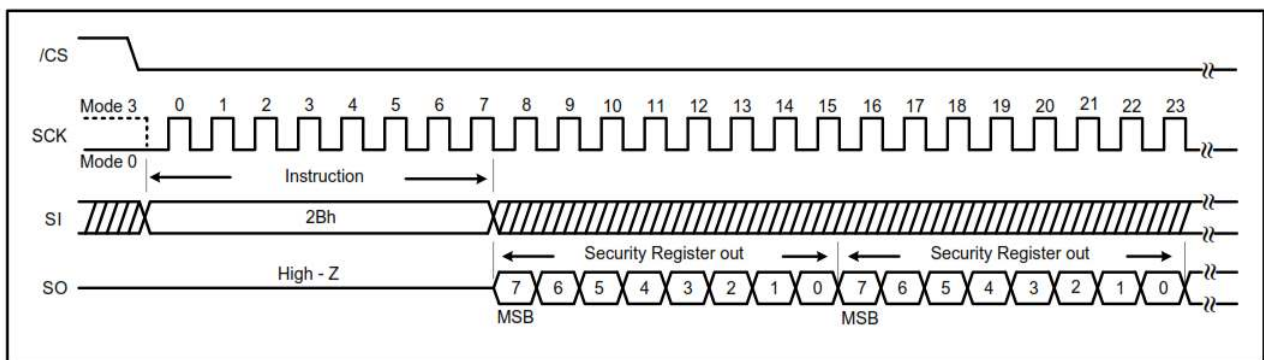 /CS
Mode 3 0 1 2 3 4 5 6 7 8 9 10 11 12 13 14 15 16 17 18 19 20 21 22 23
SCK
Mode 0
Instruction
SI 2Bh
Security Register out Security Register out
High - Z
SO 7 6 5 4 3 2 1 0 7 6 5 4 3 2 1 0
MSB MSB